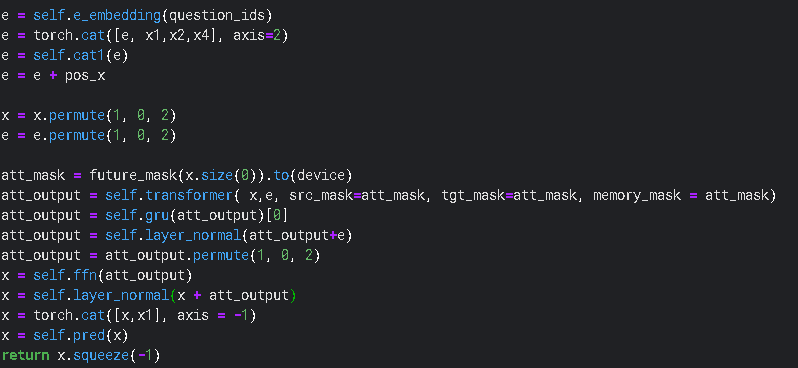 e = self.e_embedding(question_ids)
e = torch.cat([e, x1,x2,x4], axis=2)
e = self.cat1(e)
e = e + pos_x
x = x.permute(1, 0, 2)
e = e.permute(1, 0, 2)
att_mask = future_mask(x.size(0)).to(device)
att_output = self.transformer( x,e, src_mask=att_mask, tgt_mask=att_mask, memory_mask = att_mask)
att_output = self.gru(att_output)[0]
att_output = self.layer_normal(att_output+e)
att_output = att_output.permute(1, 0, 2)
x = self.ffn(att_output)
x = self.layer_normal(x + att_output)
x = torch.cat([x,x1], axis = -1)
x = self.pred(x)
return x.squeeze(-1)